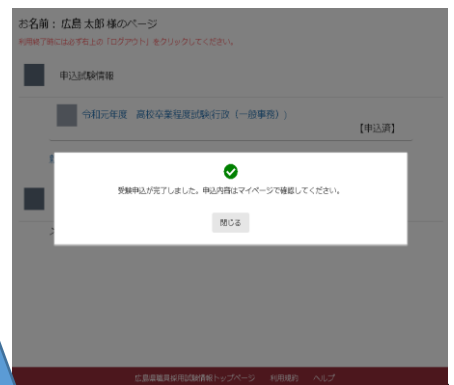 お名前：広島 太郎 様のページ
利用終了時には必ず右上の「ログアウト」をクリックしてください。
申込試験情報
令和元年度 高校卒業程度試験行政（一般事務））
【申込済】
受験申込が完了しました。申込内容はマイページで確認してください。
閉じる
広島県職員採用試験情報トップページ 利用規約 ヘルプ